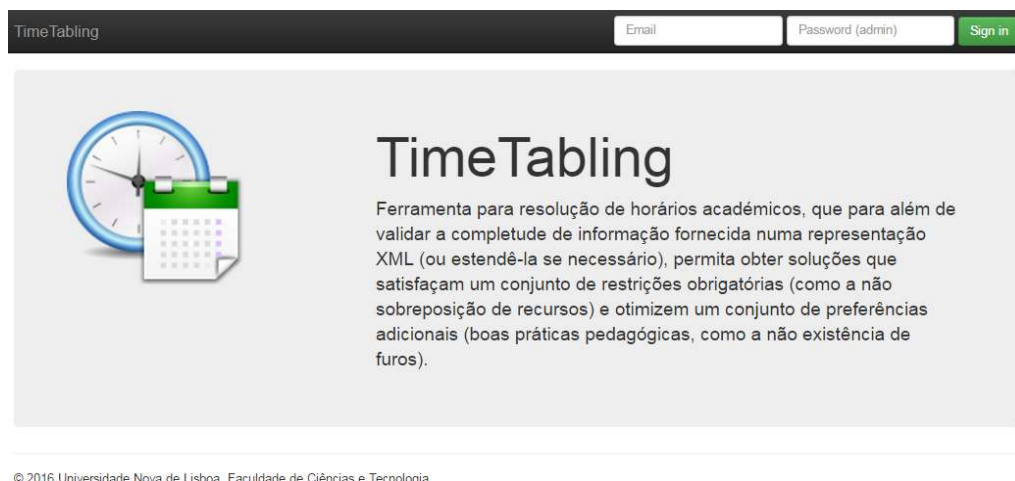 TimeTabling Email Password (admin) Sign in
TimeTabling
Ferramenta para resolução de horários académicos, que para além de
validar a completude de informação fornecida numa representação
XML (ou estendê-la se necessário), permita obter soluções que
satisfaçam um conjunto de restrições obrigatórias (como a não
sobreposição de recursos) e otimizem um conjunto de preferências
adicionais (boas práticas pedagógicas, como a não existência de
furos).
© 2016 Universidade Nova de Lisboa, Faculdade de Ciências e Tecnologia